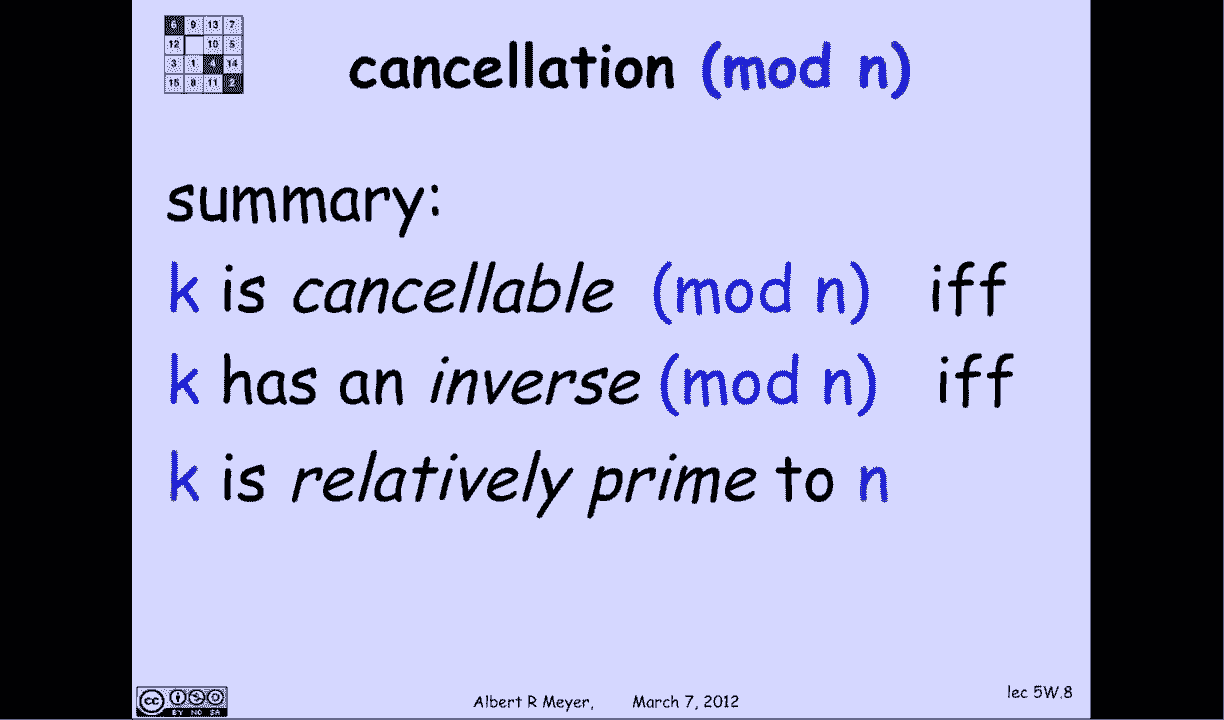 6 9 13 7
12 10 5
3 1 4 14
15 8 11 2
cancellation (mod n)
summary:
k is cancellable (mod n) iff
k has an inverse (mod n) iff
k is relatively prime to n
cc
BY NC SA
Albert R Meyer, March 7, 2012
lec 5W.8